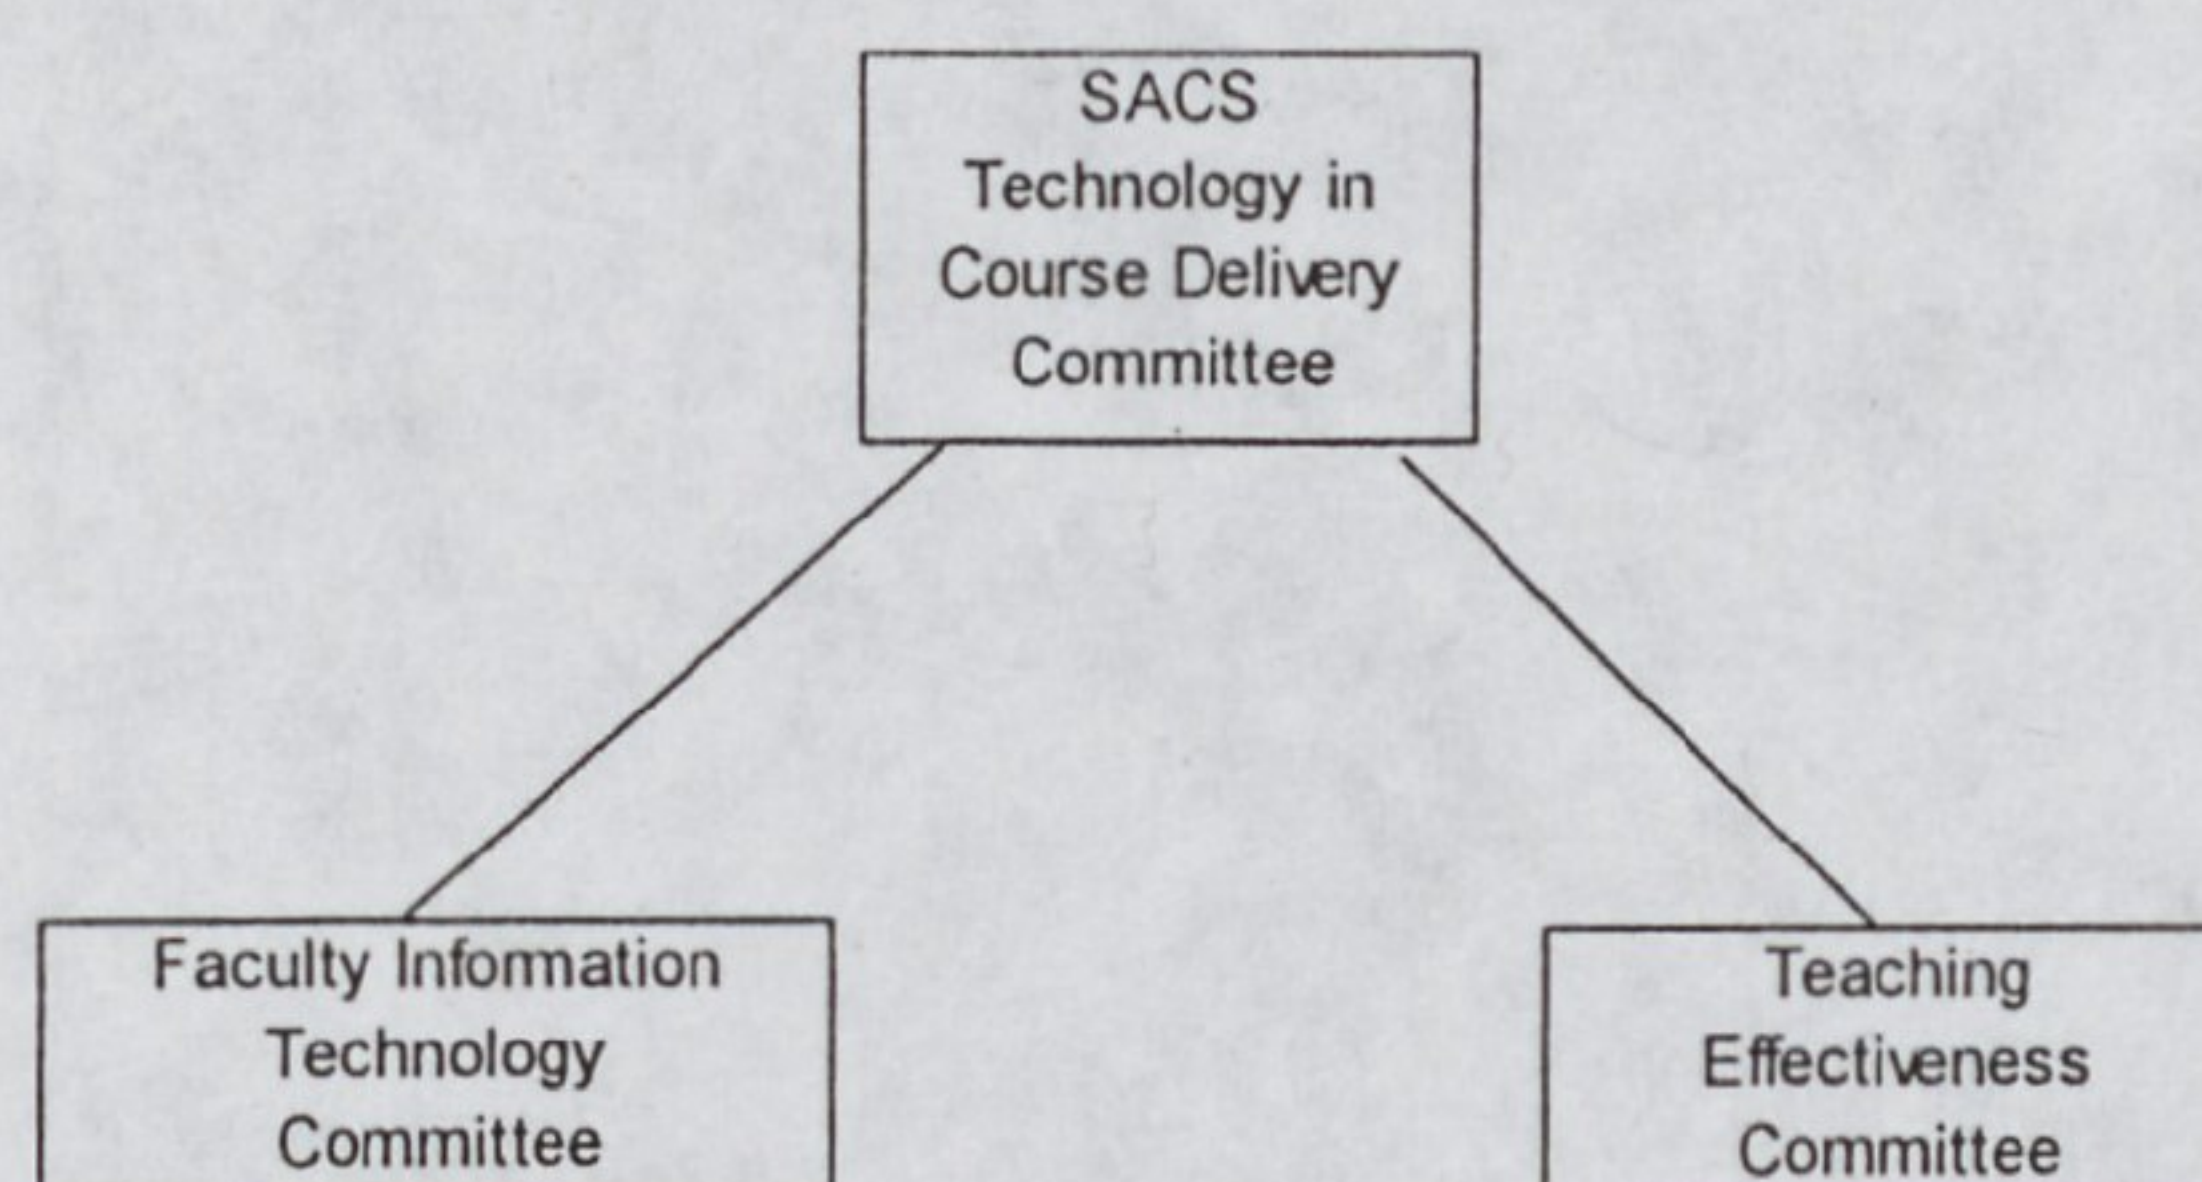 SACS
Technology in
Course Delivery
Committee
Faculty Information
Technology
Committee
Teaching
Effectiveness
Committee